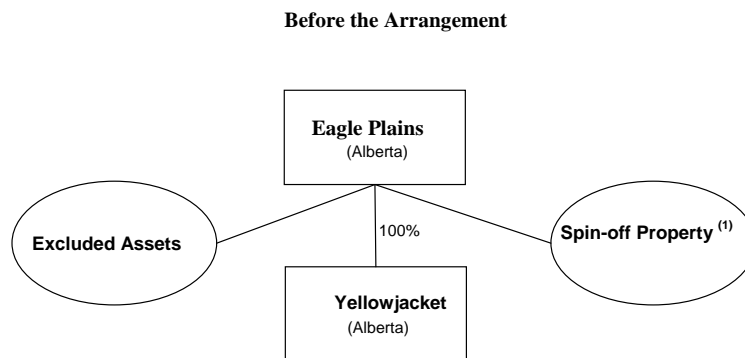 Before the Arrangement
Eagle Plains
(Alberta)
Excluded Assets
100%
Spin-off Property (1)
Yellowjacket
(Alberta)